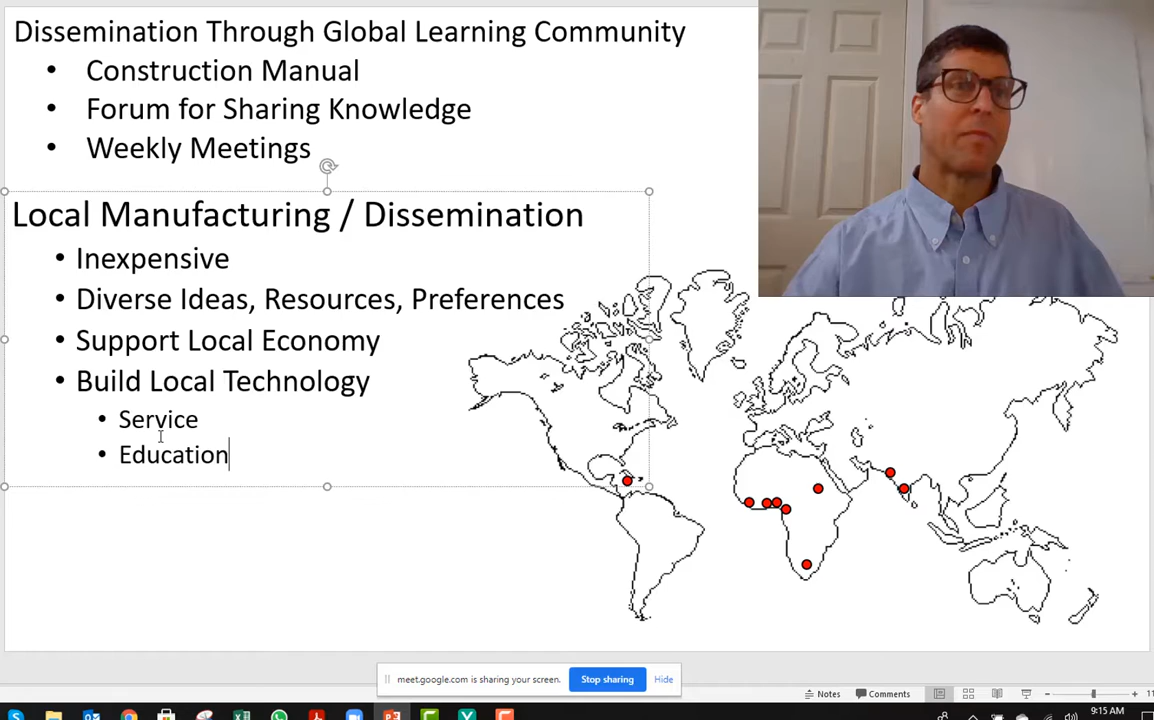 Dissemination Through Global Learning Community
• Construction Manual
• Forum for Sharing Knowledge
• Weekly Meetings
Local Manufacturing / Dissemination
• Inexpensive
• Diverse Ideas, Resources, Preferences
• Support Local Economy
• Build Local Technology
• Service
• Education
meet.google.com is sharing your screen.
Stop sharing
Hide
Notes
Comments
11
9:15 AM